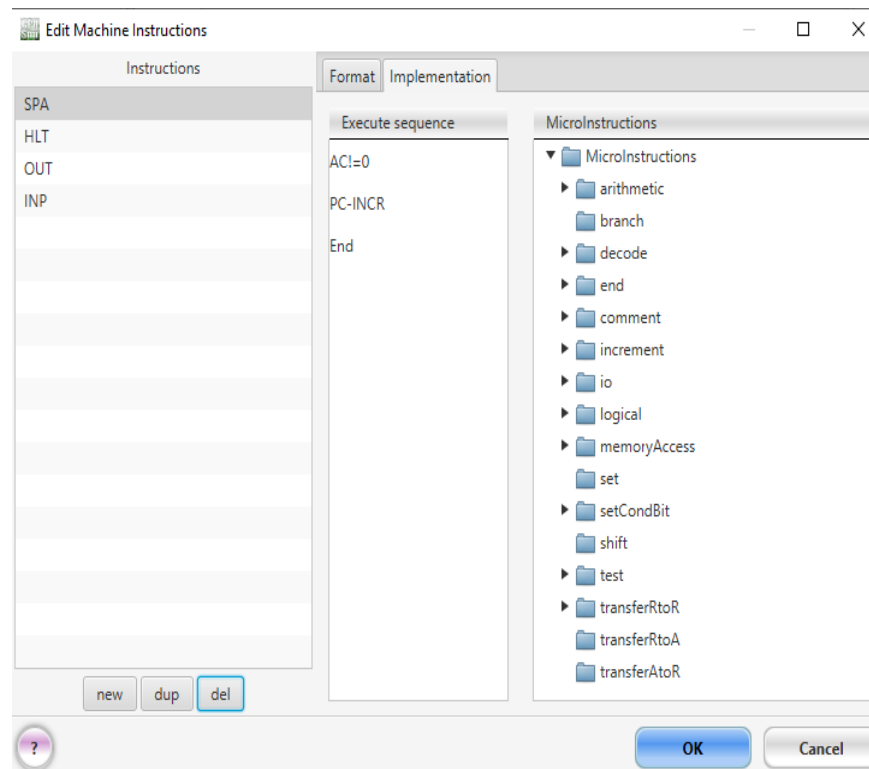 Edit Machine Instructions
Instructions
SPA
HLT
OUT
INP
new
dup
del
Format
Implementation
Execute sequence
AC!=0
PC-INCR
End
MicroInstructions
MicroInstructions
arithmetic
branch
decode
end
comment
increment
io
logical
memoryAccess
set
setCondBit
shift
test
transferRtoR
transferRtoA
transferAtoR
?
OK
Cancel